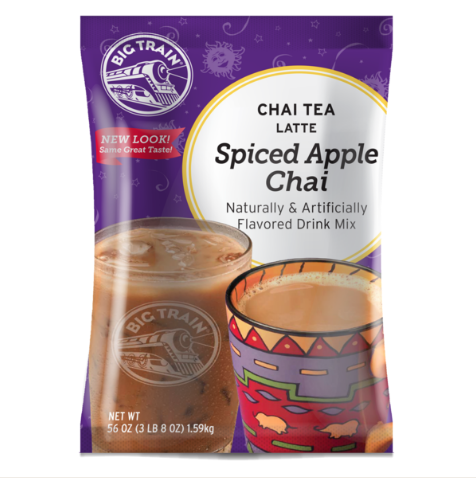 BIG TRAIN
NEW LOOK!
Same Great Taste!
CHAI TEA
LATTE
Spiced Apple
Chai
Naturally & Artificially
Flavored Drink Mix
BIG TRAIN
NET WT
56 OZ (3 LB 8 OZ) 1.59kg